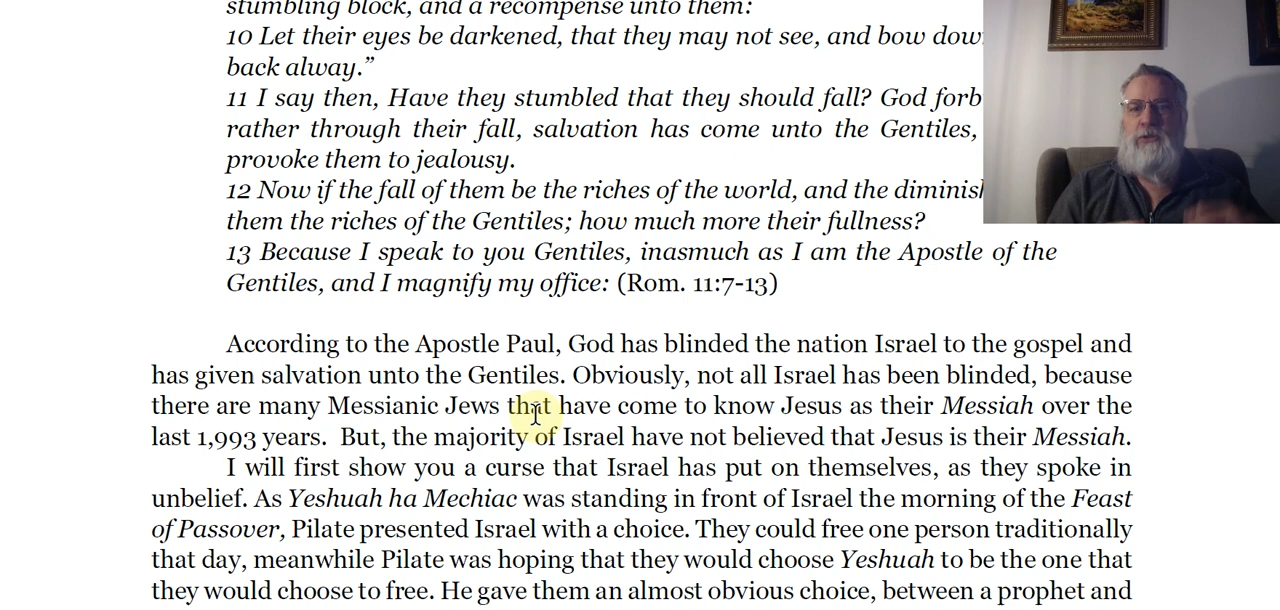 stumbling block, and a recompense unto them:
10 Let their eyes be darkened, that they may not see, and bow
back alway.”
11 I say then, Have they stumbled that they should fall? God
rather through their fall, salvation has come unto the Gentiles,
provoke them to jealousy.
12 Now if the fall of them be the riches of the world, and the
them the riches of the Gentiles; how much more their fullness?
13 Because I speak to you Gentiles, inasmuch as I am the Apostle of the
Gentiles, and I magnify my office: (Rom. 11:7-13)
According to the Apostle Paul, God has blinded the nation Israel to the gospel and
has given salvation unto the Gentiles. Obviously, not all Israel has been blinded, because
there are many Messianic Jews that have come to know Jesus as their Messiah over the
last 1,993 years. But, the majority of Israel have not believed that Jesus is their Messiah.
I will first show you a curse that Israel has put on themselves, as they spoke in
unbelief. As Yeshuah ha Mechiac was standing in front of Israel the morning of the Feast
of Passover, Pilate presented Israel with a choice. They could free one person traditionally
that day, meanwhile Pilate was hoping that they would choose Yeshuah to be the one that
they would choose to free. He gave them an almost obvious choice, between a prophet and